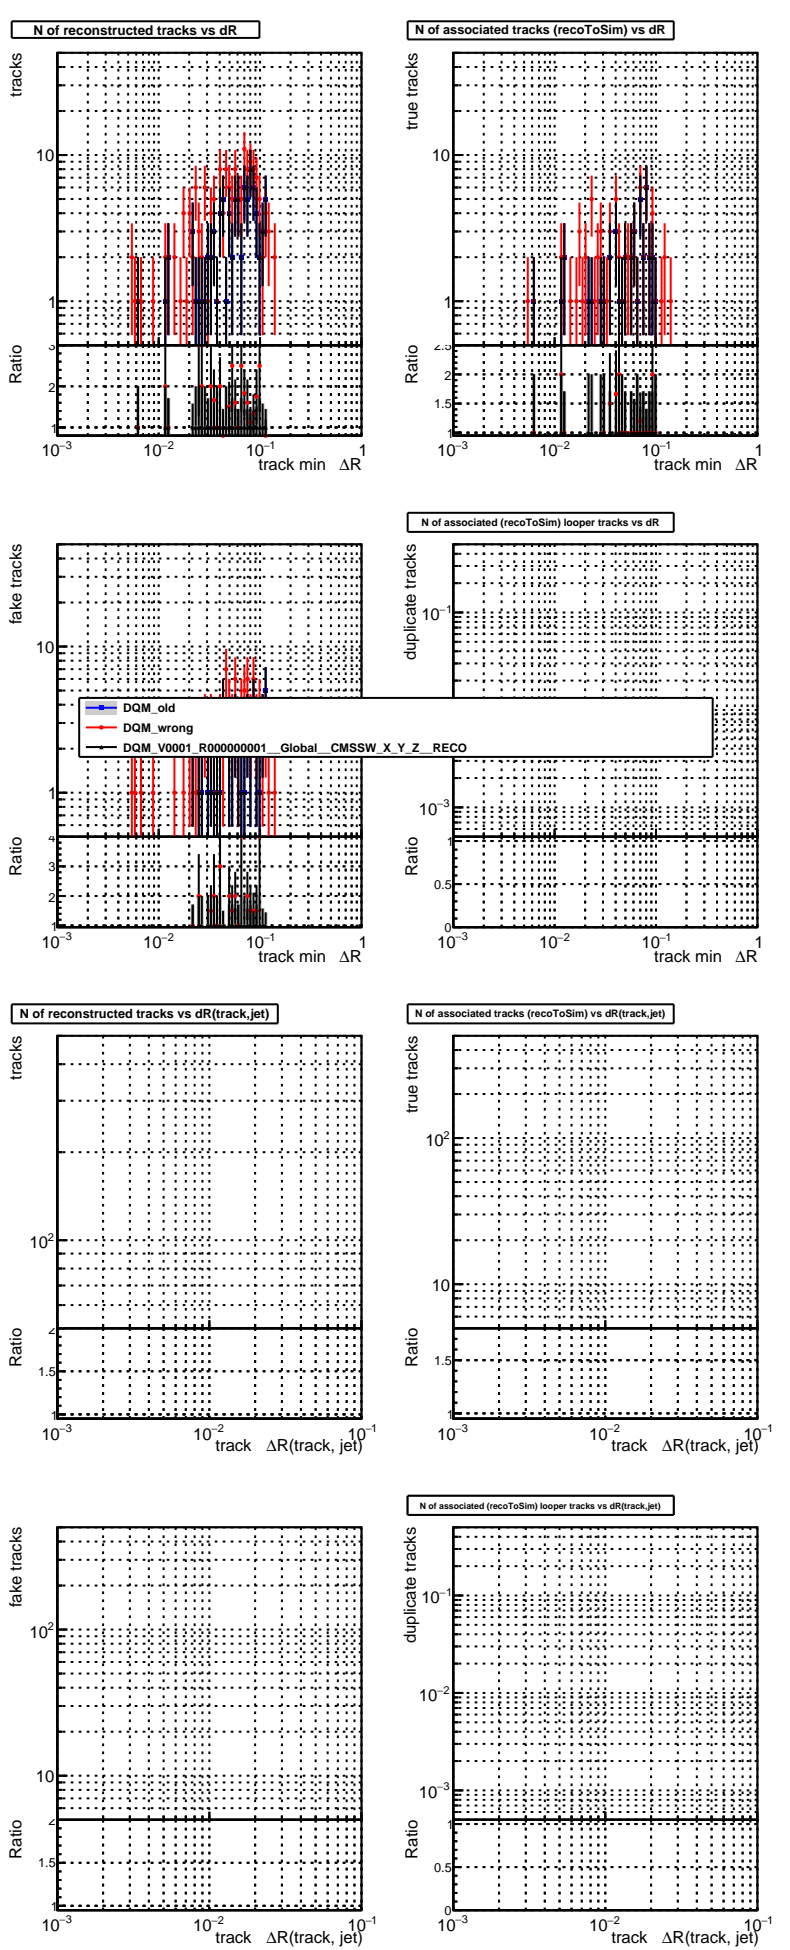 N of reconstructed tracks vs dR
N of associated tracks (recoToSim) vs dR
tracks
10
1
Ratio
3
2
1
10⁻³ 10⁻² 10⁻¹ 1
track min ΔR
true tracks
10
1
Ratio
2.5
2
1.5
1
10⁻³ 10⁻² 10⁻¹ 1
track min ΔR
N of associated (recoToSim) looper tracks vs dR
fake tracks
10
1
Ratio
4
3
2
1
10⁻³ 10⁻² 10⁻¹ 1
track min ΔR
duplicate tracks
10⁻¹
10⁻³
Ratio
1
0.5
0
10⁻³ 10⁻² 10⁻¹ 1
track min ΔR
DQM_old
DQM_wrong
DQM_V0001_R000000001__Global__CMSSW_X_Y_Z__RECO
N of reconstructed tracks vs dR(track,jet)
N of associated tracks (recoToSim) vs dR(track,jet)
tracks
10²
Ratio
2
1.5
1
10⁻³ 10⁻² 10⁻¹
track ΔR(track, jet)
true tracks
10²
10
Ratio
1.5
1
10⁻³ 10⁻² 10⁻¹
track ΔR(track, jet)
N of associated (recoToSim) looper tracks vs dR(track,jet)
fake tracks
10²
10
Ratio
2
1.5
1
10⁻³ 10⁻² 10⁻¹
track ΔR(track, jet)
duplicate tracks
10⁻¹
10⁻²
10⁻³
Ratio
1
0.5
0
10⁻³ 10⁻² 10⁻¹
track ΔR(track, jet)